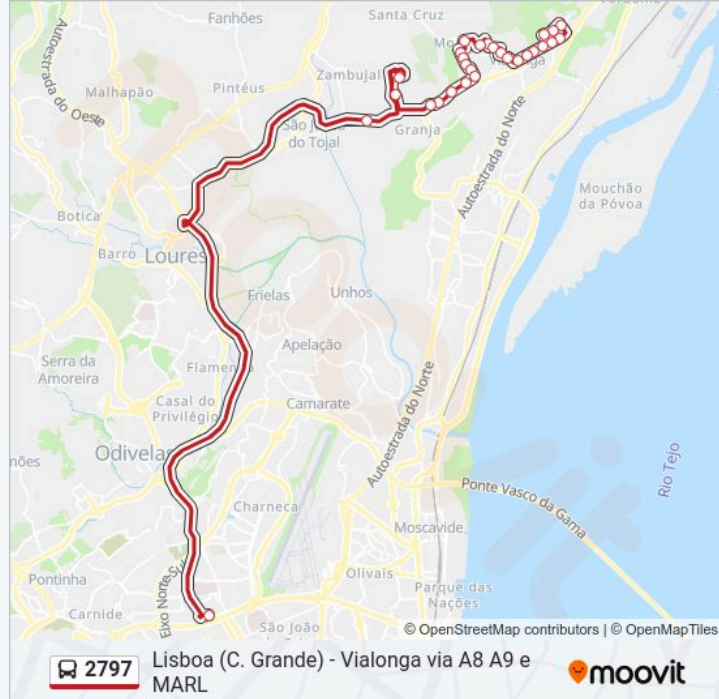 Fanhões
Santa Cruz
Autoestrada do Oeste
Malhapão
Pintéus
Zambujal
São J
do Tojal
Granja
Autoestrada do Norte
Mouchão
da Póvoa
Botica
Barro
Loures
Frielas
Unhos
Serra da
Amoreira
Flamen
Apelação
Casal do
Privilégio
Camarate
Autoestrada do Norte
Odivelas
Rio Tejo
Charneca
Ponte Vasco da Gama
Moscavide
Pontinha
Eixo Norte-Su
Olivais
Parque das
Nações
Carnide
São João
© OpenStreetMap contributors | © OpenMapTiles
2797
Lisboa (C. Grande) - Vialonga via A8 A9 e
MARL
moovit